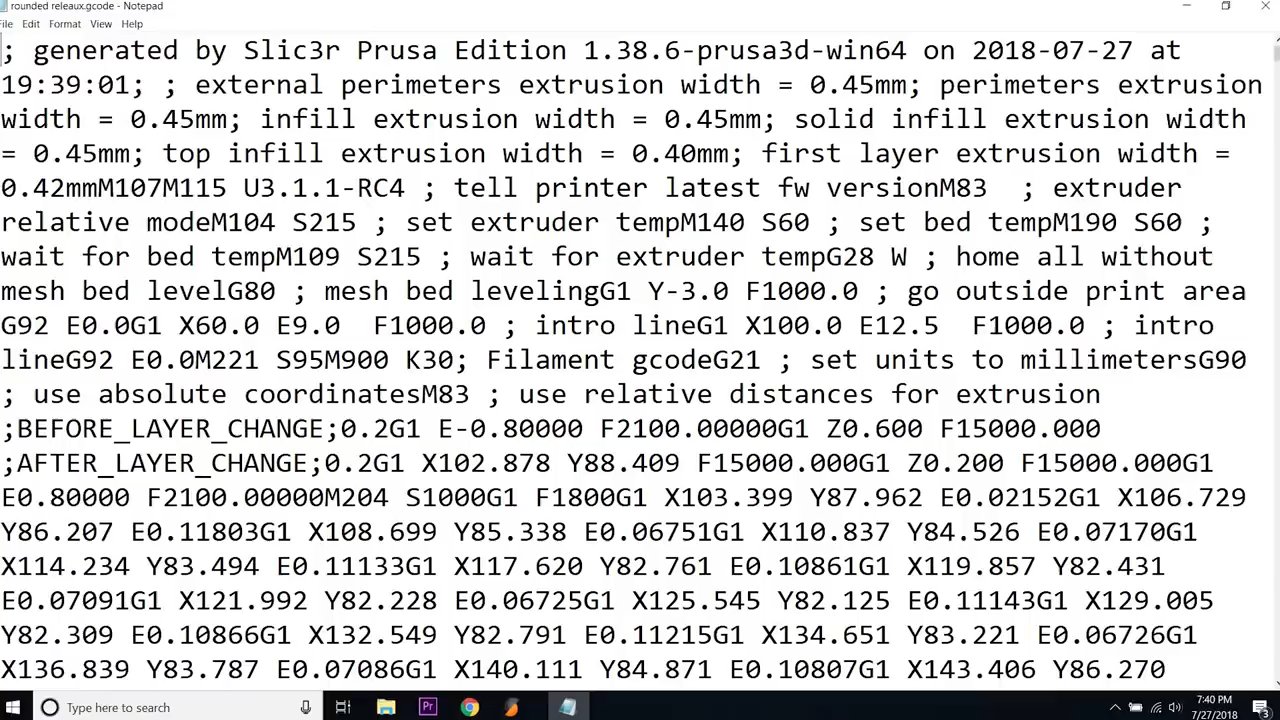 rounded releaux.gcode - Notepad
File Edit Format View Help
; generated by Slic3r Prusa Edition 1.38.6-prusa3d-win64 on 2018-07-27 at
19:39:01; ; external perimeters extrusion width = 0.45mm; perimeters extrusion
width = 0.45mm; infill extrusion width = 0.45mm; solid infill extrusion width
= 0.45mm; top infill extrusion width = 0.40mm; first layer extrusion width =
0.42mmM107M115 U3.1.1-RC4 ; tell printer latest fw versionM83  ; extruder
relative modeM104 S215 ; set extruder tempM140 S60 ; set bed tempM190 S60 ;
wait for bed tempM109 S215 ; wait for extruder tempG28 W ; home all without
mesh bed levelG80 ; mesh bed levelingG1 Y-3.0 F1000.0 ; go outside print area
G92 E0.0G1 X60.0 E9.0  F1000.0 ; intro lineG1 X100.0 E12.5  F1000.0 ; intro
lineG92 E0.0M221 S95M900 K30; Filament gcodeG21 ; set units to millimetersG90
; use absolute coordinatesM83 ; use relative distances for extrusion
;BEFORE_LAYER_CHANGE;0.2G1 E-0.80000 F2100.00000G1 Z0.600 F15000.000
;AFTER_LAYER_CHANGE;0.2G1 X102.878 Y88.409 F15000.000G1 Z0.200 F15000.000G1
E0.80000 F2100.00000M204 S1000G1 F1800G1 X103.399 Y87.962 E0.02152G1 X106.729
Y86.207 E0.11803G1 X108.699 Y85.338 E0.06751G1 X110.837 Y84.526 E0.07170G1
X114.234 Y83.494 E0.11133G1 X117.620 Y82.761 E0.10861G1 X119.857 Y82.431
E0.07091G1 X121.992 Y82.228 E0.06725G1 X125.545 Y82.125 E0.11143G1 X129.005
Y82.309 E0.10866G1 X132.549 Y82.791 E0.11215G1 X134.651 Y83.221 E0.06726G1
X136.839 Y83.787 E0.07086G1 X140.111 Y84.871 E0.10807G1 X143.406 Y86.270
Type here to search
Pr
7:40 PM
7/27/2018
3